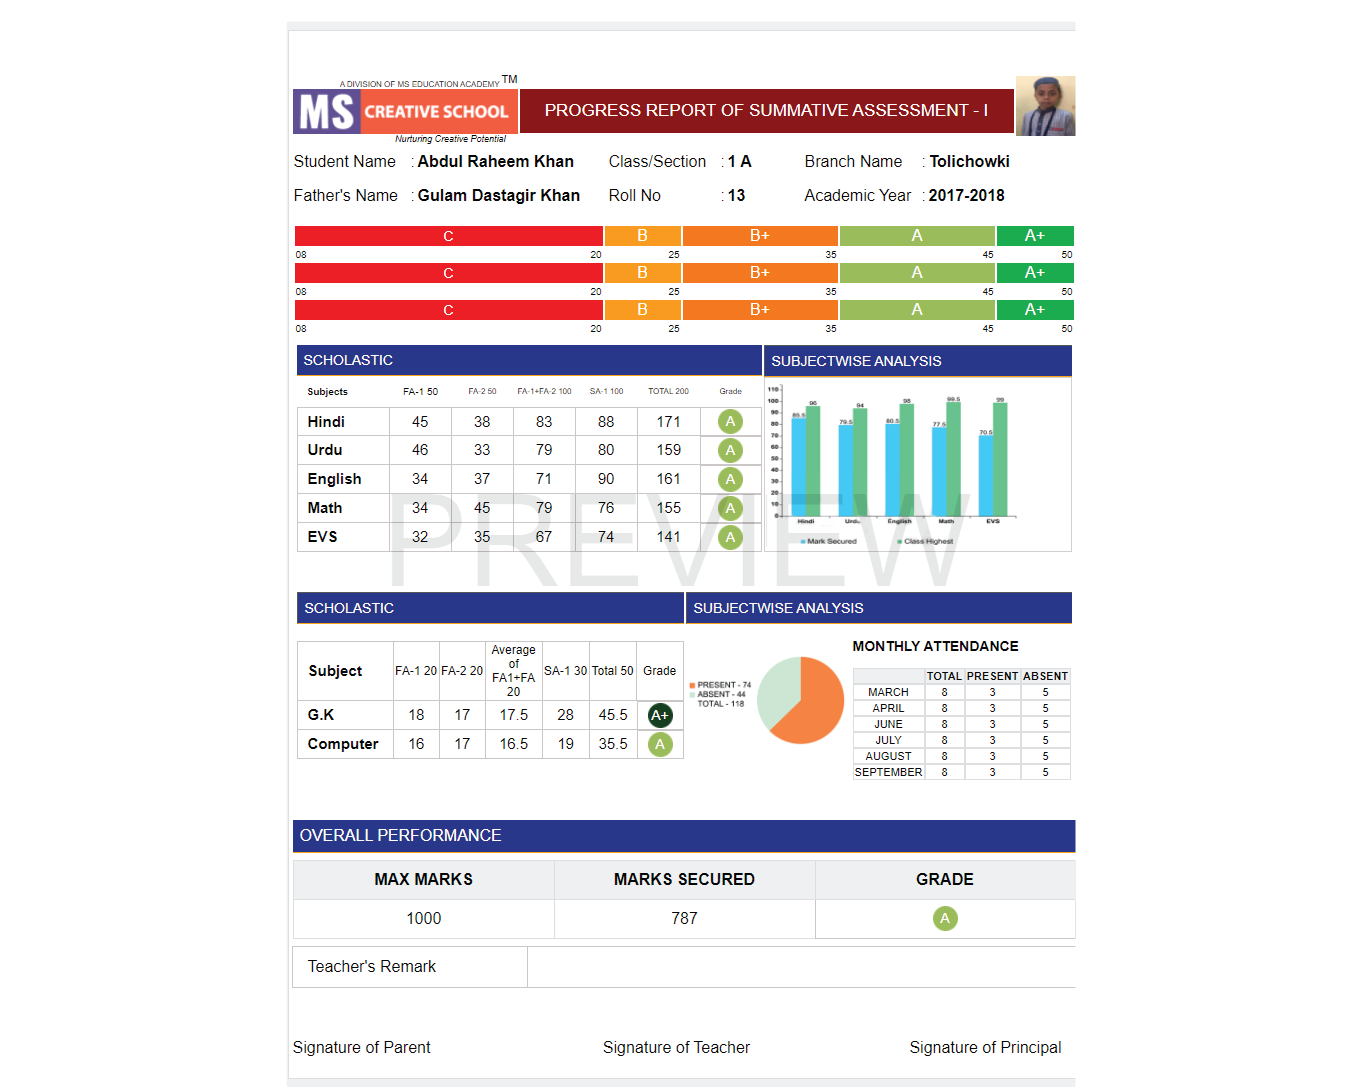 A DIVISION OF MS EDUCATION ACADEMY TM
MS CREATIVE SCHOOL
Nurturing Creative Potential
PROGRESS REPORT OF SUMMATIVE ASSESSMENT - I
Student Name : Abdul Raheem Khan Class/Section : 1 A Branch Name : Tolichowki
Father's Name : Gulam Dastagir Khan Roll No : 13 Academic Year : 2017-2018
C B B+ A A+
08 20 25 35 45 50
C B B+ A A+
08 20 25 35 45 50
C B B+ A A+
08 20 25 35 45 50
SCHOLASTIC
Subjects FA-1 50 FA-2 50 FA-1+FA-2 100 SA-1 100 TOTAL 200 Grade
Hindi 45 38 83 88 171 A
Urdu 46 33 79 80 159 A
English 34 37 71 90 161 A
Math 34 45 79 76 155 A
EVS 32 35 67 74 141 A
SUBJECTWISE ANALYSIS
110
100
90
80
70
60
50
40
30
20
10
0
85.5 96 79.5 94 80.5 98 77.5 99.5 70.5 99
Hindi Urdu English Math EVS
Mark Secured Class Highest
PREVIEW
SCHOLASTIC
Subject FA-1 20 FA-2 20 Average of FA1+FA 20 SA-1 30 Total 50 Grade
G.K 18 17 17.5 28 45.5 A+
Computer 16 17 16.5 19 35.5 A
SUBJECTWISE ANALYSIS
PRESENT - 74
ABSENT - 44
TOTAL - 118
MONTHLY ATTENDANCE
TOTAL PRESENT ABSENT
MARCH 8 3 5
APRIL 8 3 5
JUNE 8 3 5
JULY 8 3 5
AUGUST 8 3 5
SEPTEMBER 8 3 5
OVERALL PERFORMANCE
MAX MARKS MARKS SECURED GRADE
1000 787 A
Teacher's Remark
Signature of Parent Signature of Teacher Signature of Principal